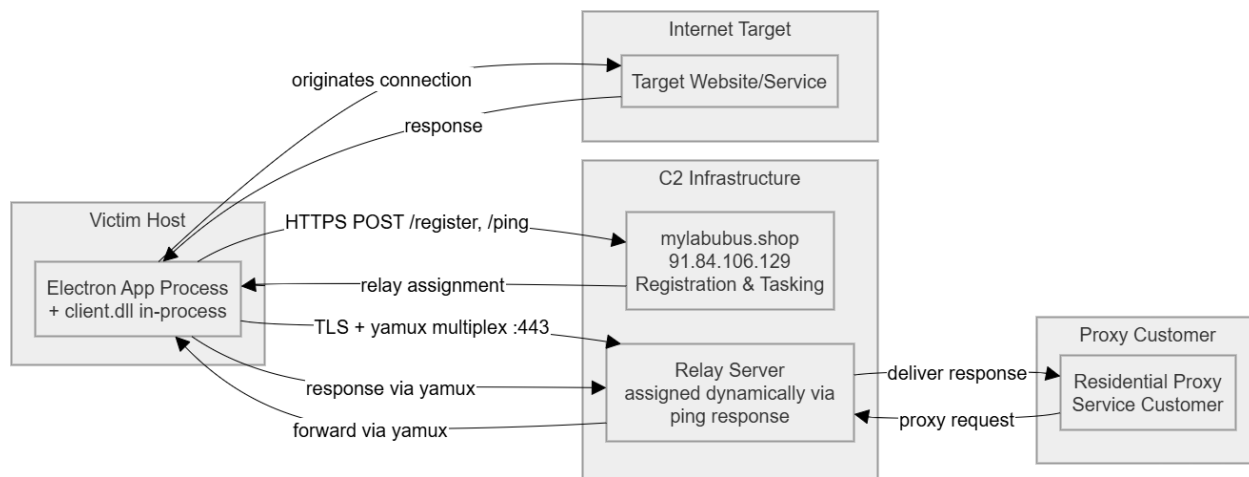 Internet Target
Target Website/Service
originates connection
response
C2 Infrastructure
Victim Host
HTTPS POST /register, /ping
mylabubus.shop
91.84.106.129
Registration & Tasking
Electron App Process
+ client.dll in-process
relay assignment
TLS + yamux multiplex :443
Proxy Customer
Relay Server
assigned dynamically via
ping response
deliver response
Residential Proxy
Service Customer
response via yamux
proxy request
forward via yamux